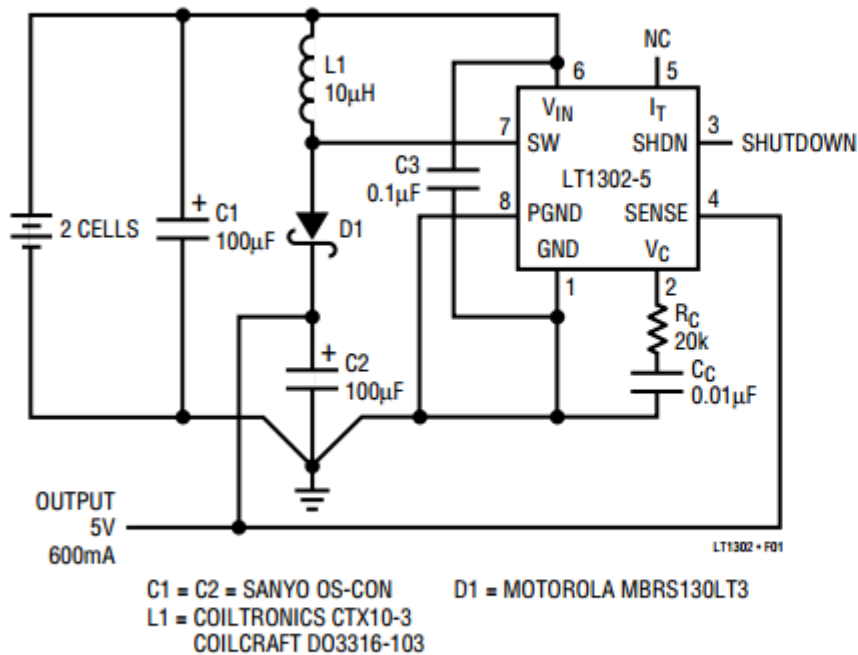 NC
L1
10µH
6
5
VIN
IT
7
SW
SHDN
3
SHUTDOWN
C3
0.1µF
LT1302-5
2 CELLS
+
C1
100µF
D1
8
PGND
SENSE
4
GND
VC
1
2
RC
20k
+
C2
100µF
CC
0.01µF
OUTPUT
5V
600mA
LT1302 • F01
C1 = C2 = SANYO OS-CON
D1 = MOTOROLA MBRS130LT3
L1 = COILTRONICS CTX10-3
COILCRAFT DO3316-103